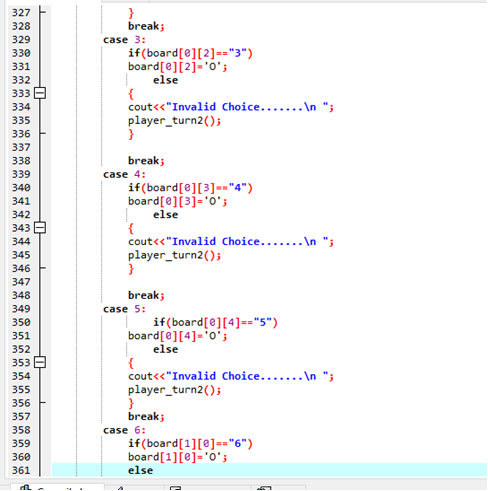 327 }
328 break;
329 case 3:
330 if(board[0][2]=="3")
331 board[0][2]='O';
332 else
333 {
334 cout<<"Invalid Choice.......\n ";
335 player_turn2();
336 }
337
338 break;
339 case 4:
340 if(board[0][3]=="4")
341 board[0][3]='O';
342 else
343 {
344 cout<<"Invalid Choice.......\n ";
345 player_turn2();
346 }
347
348 break;
349 case 5:
350 if(board[0][4]=="5")
351 board[0][4]='O';
352 else
353 {
354 cout<<"Invalid Choice.......\n ";
355 player_turn2();
356 }
357 break;
358 case 6:
359 if(board[1][0]=="6")
360 board[1][0]='O';
361 else